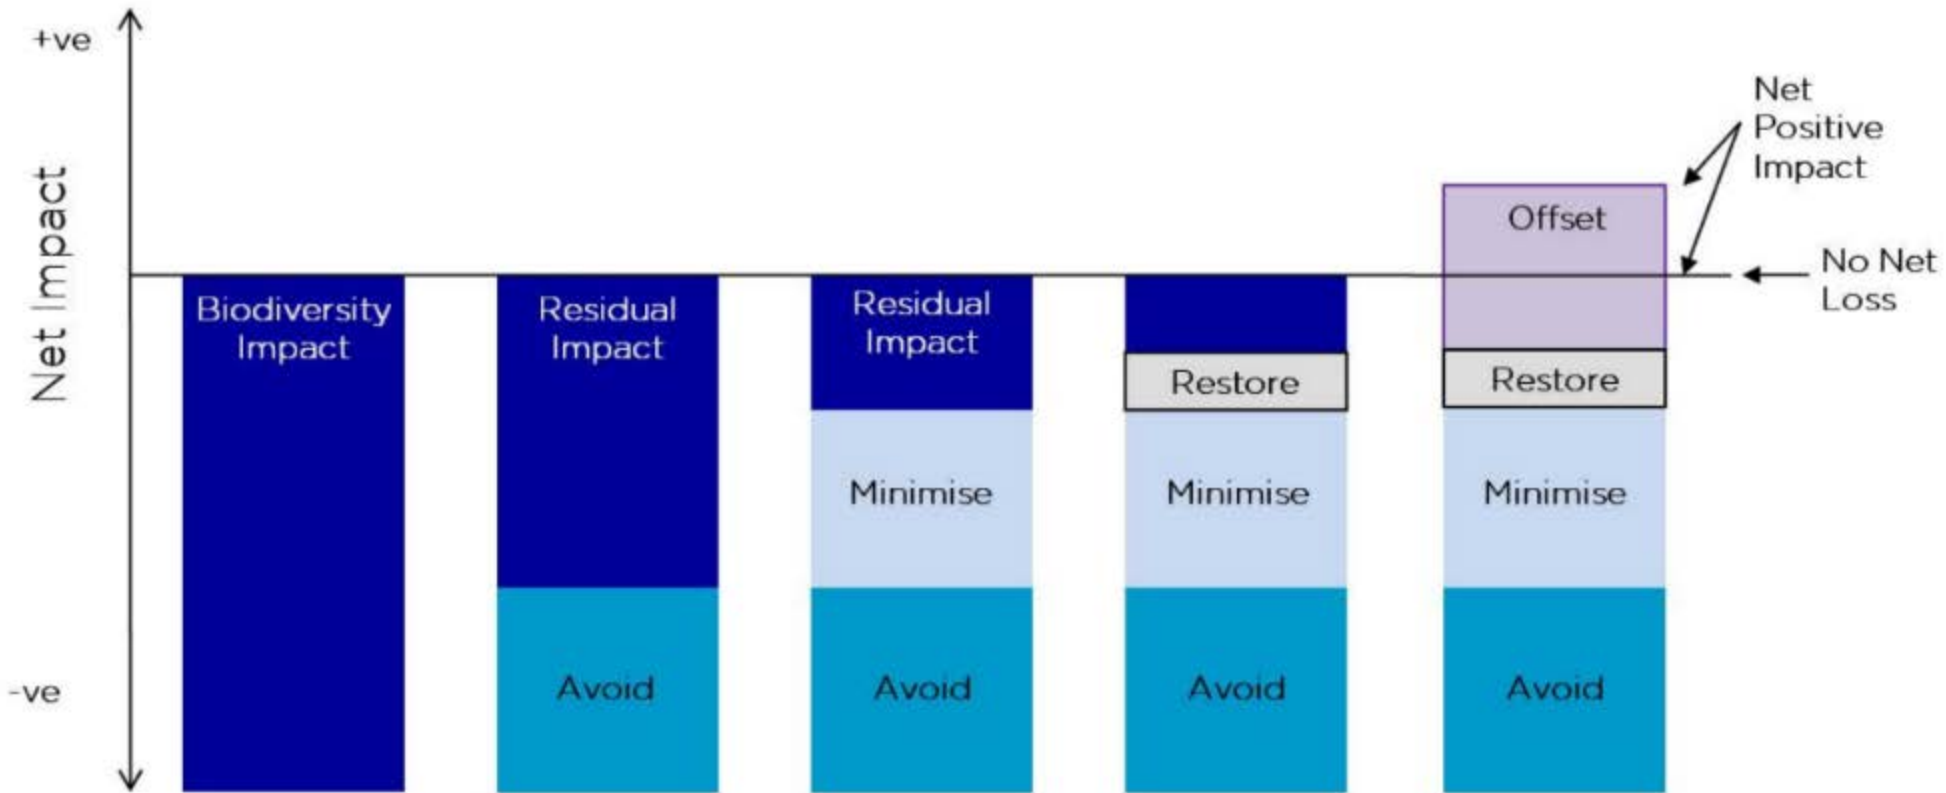 +ve
Net Impact
-ve
Biodiversity
Impact
Residual
Impact
Avoid
Residual
Impact
Minimise
Avoid
Restore
Minimise
Avoid
Offset
Restore
Minimise
Avoid
Net
Positive
Impact
No Net
Loss